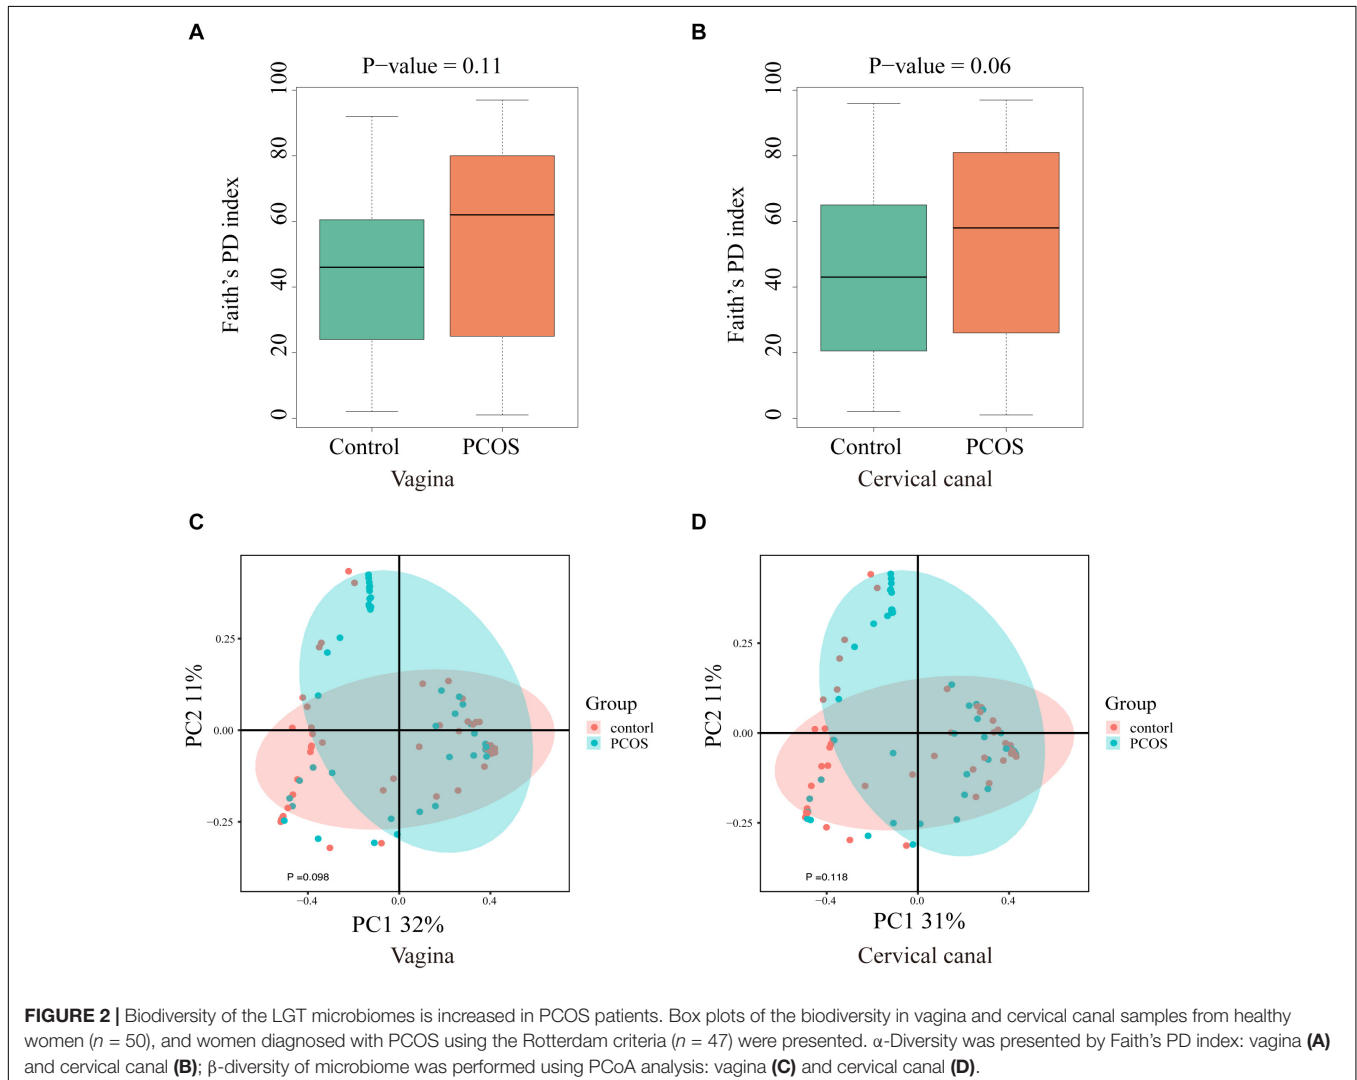 A
B
P−value = 0.11
P−value = 0.06
Faith's PD index
0
20
40
60
80
100
Control
PCOS
Vagina
Faith's PD index
0
20
40
60
80
100
Control
PCOS
Cervical canal
C
D
PC2 11%
0.25
0.00
−0.25
P =0.098
−0.4
0.0
0.4
PC1 32%
Vagina
Group
contorl
PCOS
PC2 11%
0.25
0.00
−0.25
P =0.118
−0.4
0.0
0.4
PC1 31%
Cervical canal
Group
contorl
PCOS
FIGURE 2 | Biodiversity of the LGT microbiomes is increased in PCOS patients. Box plots of the biodiversity in vagina and cervical canal samples from healthy
women (n = 50), and women diagnosed with PCOS using the Rotterdam criteria (n = 47) were presented. α-Diversity was presented by Faith's PD index: vagina (A)
and cervical canal (B); β-diversity of microbiome was performed using PCoA analysis: vagina (C) and cervical canal (D).